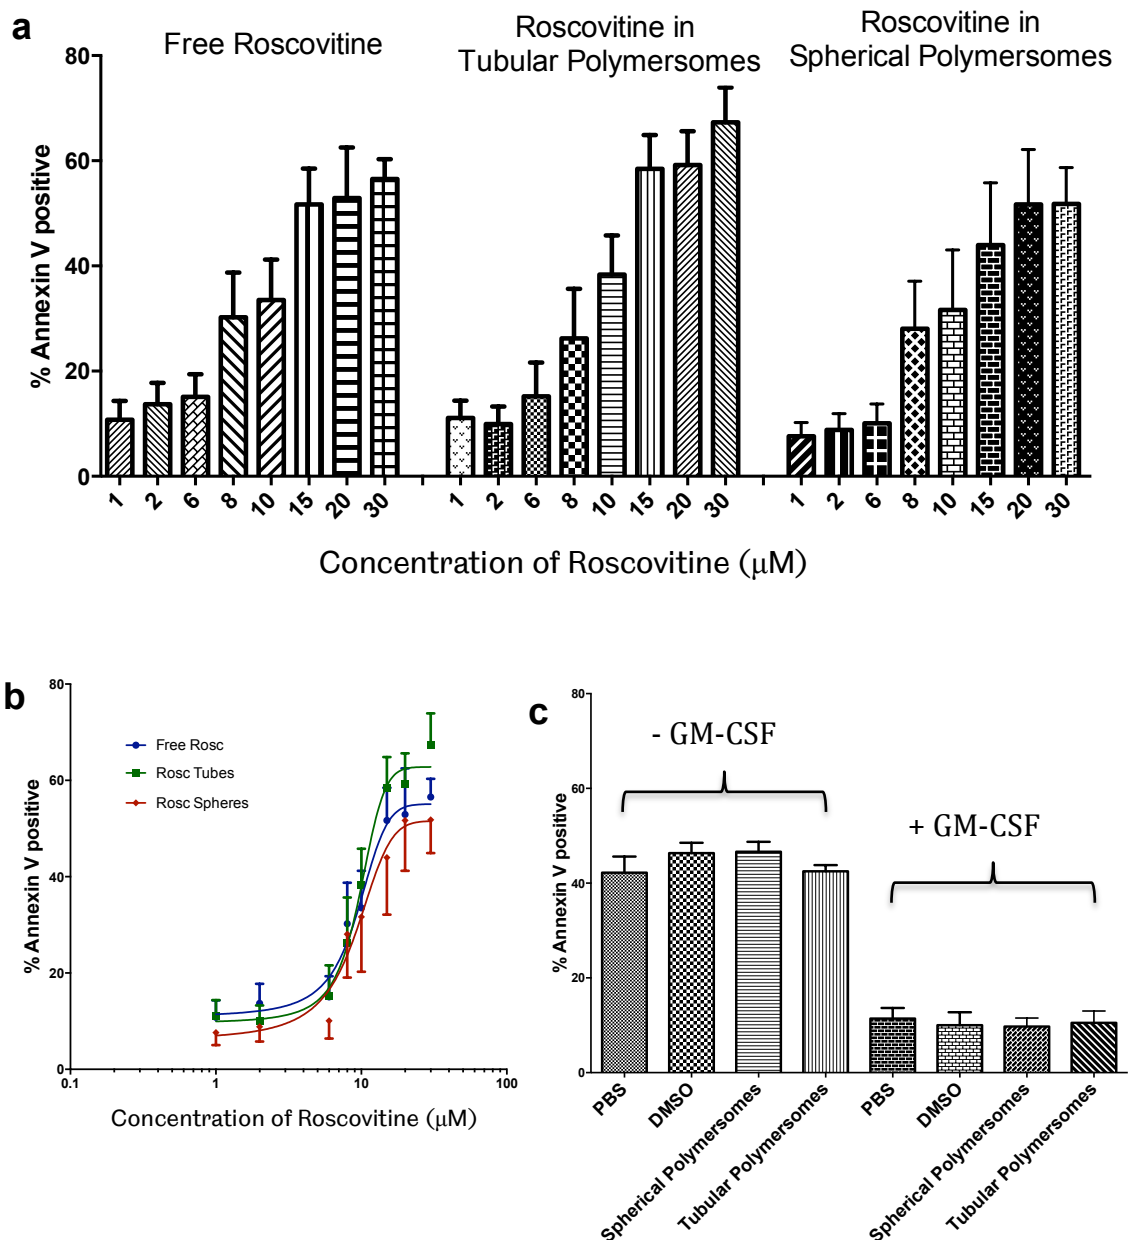 a
Free Roscovitine
Roscovitine in
Tubular Polymersomes
Roscovitine in
Spherical Polymersomes
% Annexin V positive
80
60
40
20
0
1 2 6 8 10 15 20 30
1 2 6 8 10 15 20 30
1 2 6 8 10 15 20 30
Concentration of Roscovitine (μM)
b
% Annexin V positive
80
60
40
20
0
Free Rosc
Rosc Tubes
Rosc Spheres
0.1 1 10 100
Concentration of Roscovitine (μM)
c
% Annexin V positive
80
60
40
20
0
- GM-CSF
+ GM-CSF
PBS
DMSO
Spherical Polymersomes
Tubular Polymersomes
PBS
DMSO
Spherical Polymersomes
Tubular Polymersomes